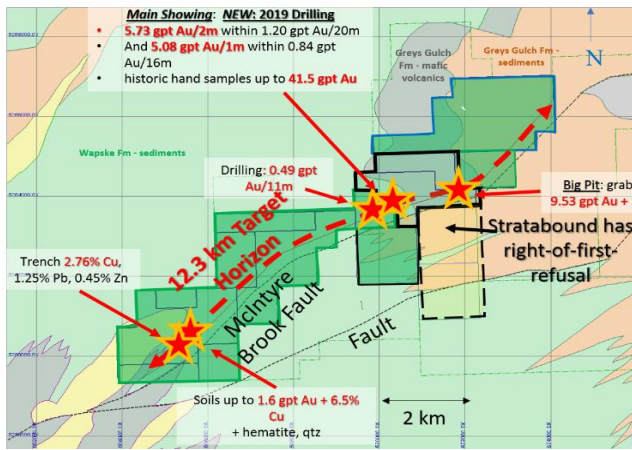 Main Showing: NEW: 2019 Drilling
• 5.73 gpt Au/2m within 1.20 gpt Au/20m
• And 5.08 gpt Au/1m within 0.84 gpt
Au/16m
• historic hand samples up to 41.5 gpt Au
Greys Gulch
Fm - mafic
volcanics
Greys Gulch Fm -
sediments
N
Wapske Fm - sediments
Drilling: 0.49 gpt
Au/11m
Big Pit: grab
9.53 gpt Au +
Stratabound has
right-of-first-
refusal
12.3 km Target
Horizon
Trench 2.76% Cu,
1.25% Pb, 0.45% Zn
McIntyre
Brook Fault
Fault
2 km
Soils up to 1.6 gpt Au + 6.5%
Cu
+ hematite, qtz